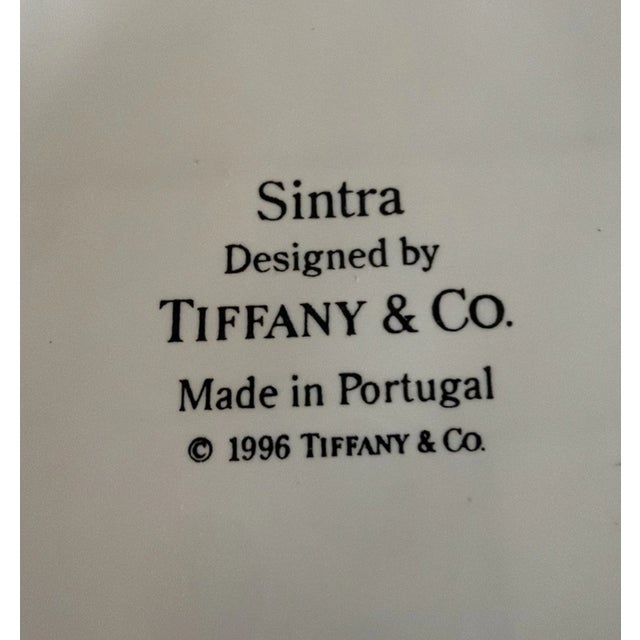 Sintra
Designed by
TIFFANY & CO.
Made in Portugal
© 1996 TIFFANY & CO.